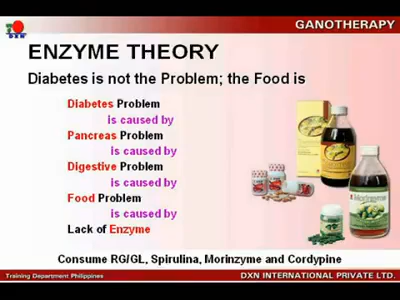 GANOTHERAPY
DXN
ENZYME THEORY
Diabetes is not the Problem; the Food is
Diabetes Problem
is caused by
Pancreas Problem
is caused by
Digestive Problem
is caused by
Food Problem
is caused by
Lack of Enzyme
Morinzyme
Consume RG/GL, Spirulina, Morinzyme and Cordypine
Training Department Philippines
DXN INTERNATIONAL PRIVATE LTD.